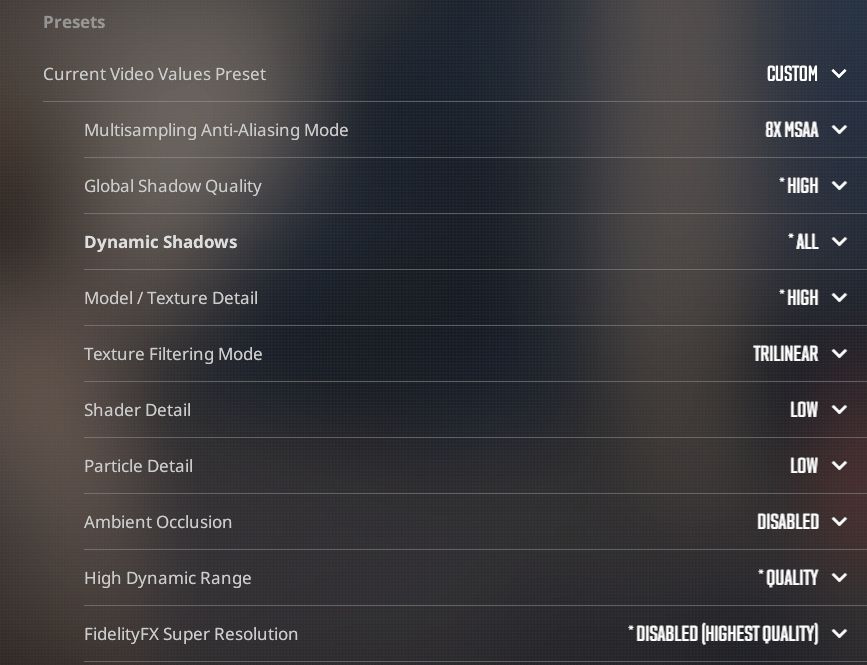 Presets
Current Video Values Preset CUSTOM
Multisampling Anti-Aliasing Mode 8X MSAA
Global Shadow Quality * HIGH
Dynamic Shadows * ALL
Model / Texture Detail * HIGH
Texture Filtering Mode TRILINEAR
Shader Detail LOW
Particle Detail LOW
Ambient Occlusion DISABLED
High Dynamic Range * QUALITY
FidelityFX Super Resolution * DISABLED (HIGHEST QUALITY)